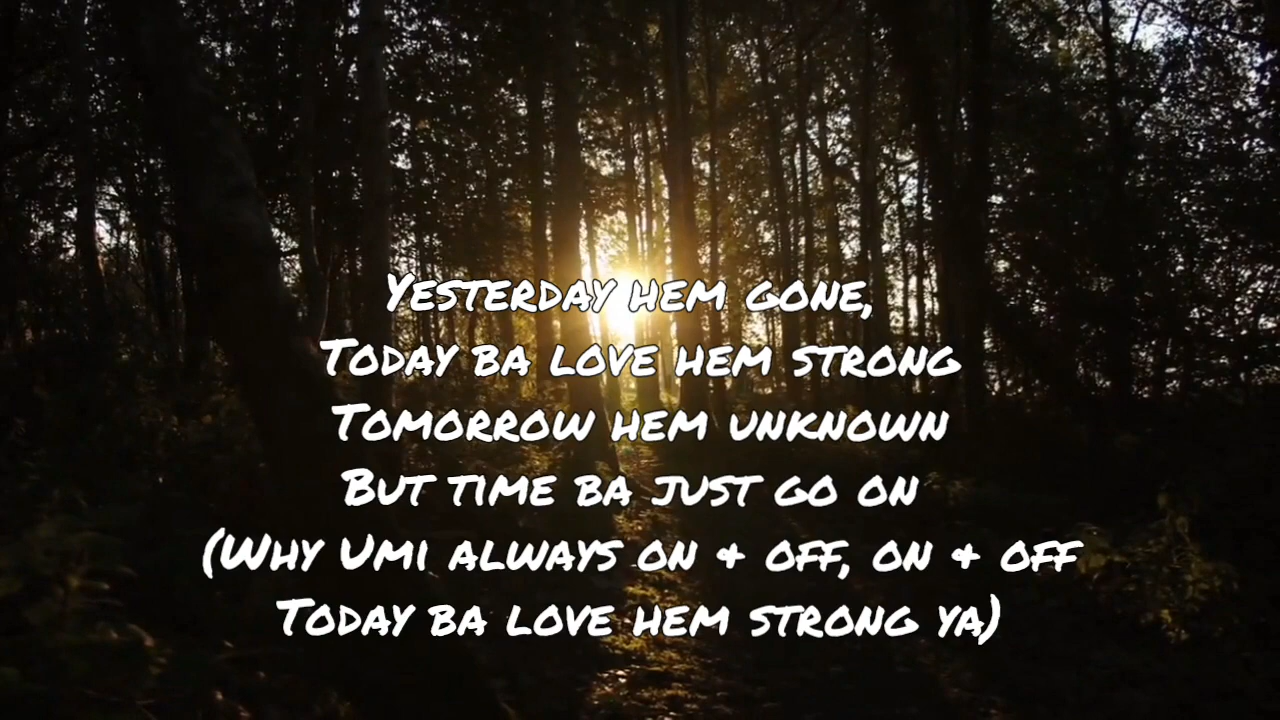 Yesterday hem gone,
Today ba love hem strong
Tomorrow hem unknown
But time ba just go on
(Why Umi always on & off, on & off
Today ba love hem strong ya)